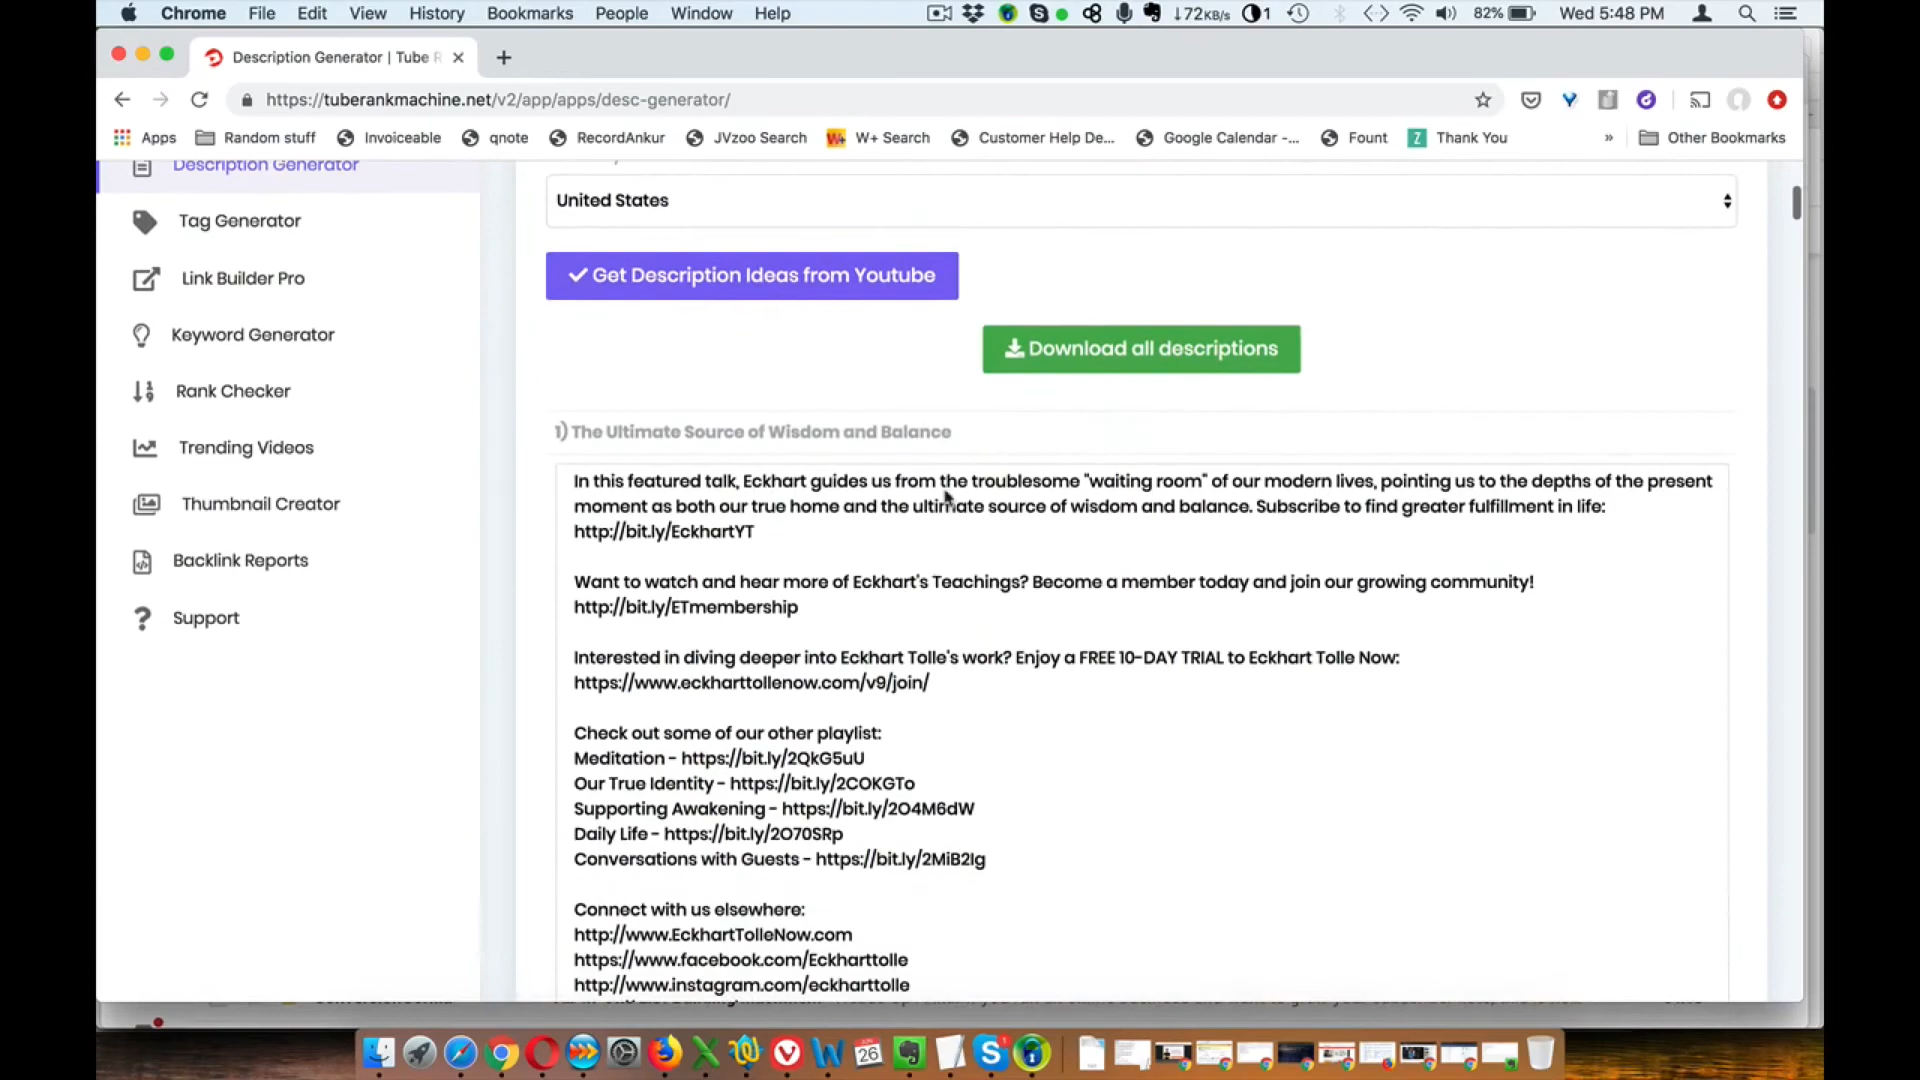 Chrome File Edit View History Bookmarks People Window Help
↓72KB/s 1 82% Wed 5:48 PM
Description Generator | Tube R
https://tuberankmachine.net/v2/app/apps/desc-generator/
Apps Random stuff Invoiceable qnote RecordAnkur JVzoo Search W+ Search Customer Help De... Google Calendar -... Fount Thank You » Other Bookmarks
Description Generator
Tag Generator
Link Builder Pro
Keyword Generator
Rank Checker
Trending Videos
Thumbnail Creator
Backlink Reports
Support
United States
Get Description Ideas from Youtube
Download all descriptions
1) The Ultimate Source of Wisdom and Balance
In this featured talk, Eckhart guides us from the troublesome "waiting room" of our modern lives, pointing us to the depths of the present
moment as both our true home and the ultimate source of wisdom and balance. Subscribe to find greater fulfillment in life:
http://bit.ly/EckhartYT
Want to watch and hear more of Eckhart's Teachings? Become a member today and join our growing community!
http://bit.ly/ETmembership
Interested in diving deeper into Eckhart Tolle's work? Enjoy a FREE 10-DAY TRIAL to Eckhart Tolle Now:
https://www.eckharttollenow.com/v9/join/
Check out some of our other playlist:
Meditation - https://bit.ly/2QkG5uU
Our True Identity - https://bit.ly/2COKGTo
Supporting Awakening - https://bit.ly/2O4M6dW
Daily Life - https://bit.ly/2O70SRp
Conversations with Guests - https://bit.ly/2MiB2Ig
Connect with us elsewhere:
http://www.EckhartTolleNow.com
https://www.facebook.com/Eckharttolle
http://www.instagram.com/eckharttolle
26